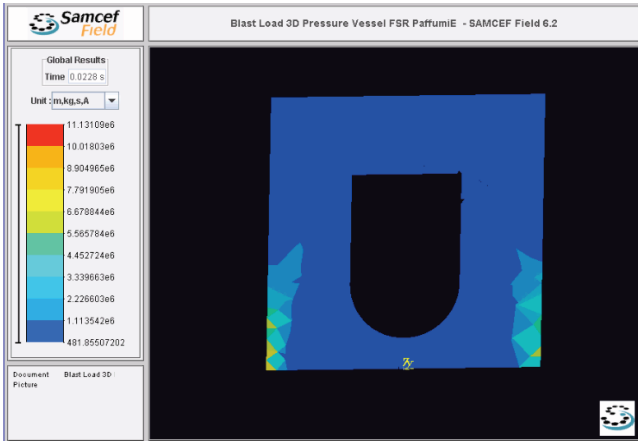 Samcef
Field
Blast Load 3D Pressure Vessel FSR PaffumiE - SAMCEF Field 6.2
Global Results
Time 0.0228 s
Unit : m,kg,s,A
11.13109e6
10.01803e6
8.904965e6
7.791905e6
6.678844e6
5.565784e6
4.452724e6
3.339663e6
2.226603e6
1.113542e6
481.85507202
Document Blast Load 3D
Picture